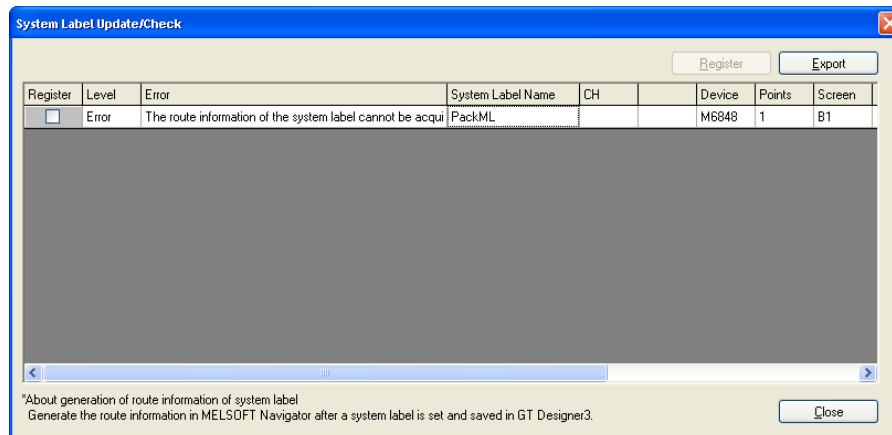 System Label Update/Check
Register Export
Register Level Error System Label Name CH Device Points Screen
Error The route information of the system label cannot be acqui PackML M6848 1 B1
*About generation of route information of system label
Generate the route information in MELSOFT Navigator after a system label is set and saved in GT Designer3.
Close